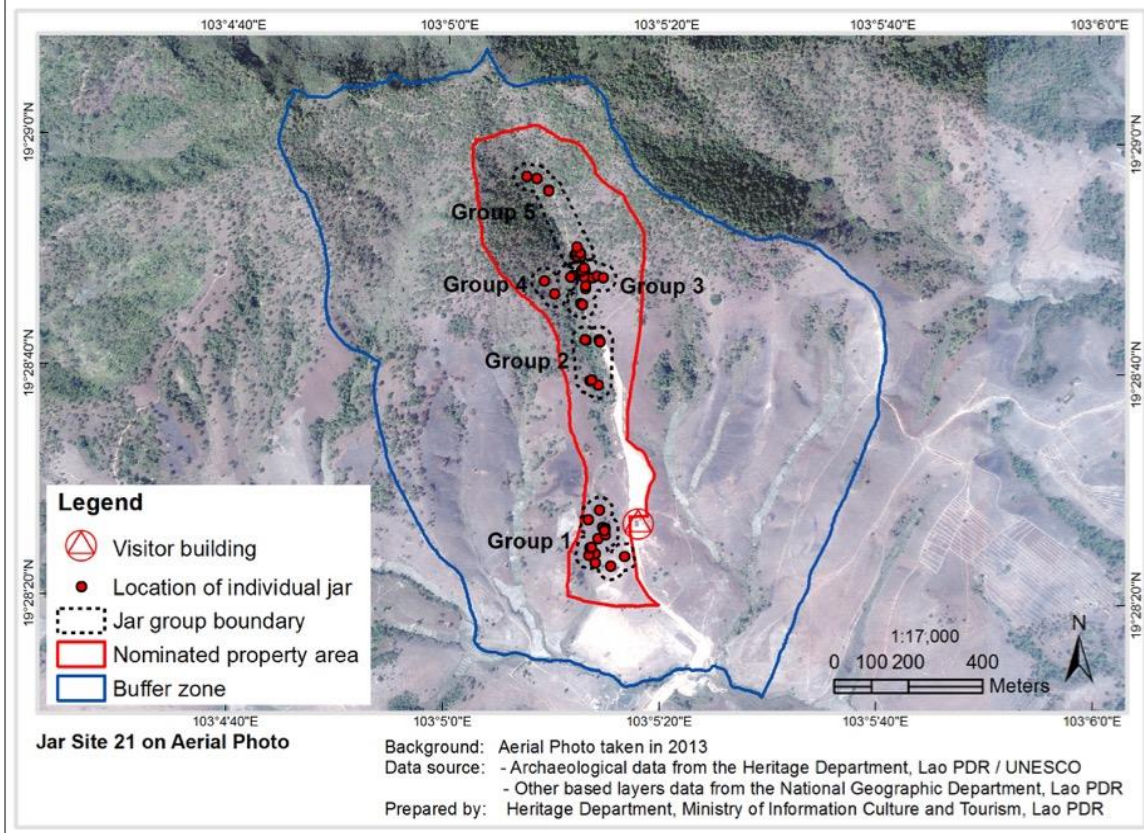 103°4'40"E 103°5'0"E 103°5'20"E 103°5'40"E 103°6'0"E
19°29'0"N 19°29'0"N
Group 5
Group 4 Group 3
19°28'40"N 19°28'40"N
Group 2
Legend
Visitor building
Group 1
Location of individual jar
19°28'20"N 19°28'20"N
Jar group boundary
N
1:17,000
Nominated property area
0 100 200 400
Meters
Buffer zone
103°4'40"E 103°5'0"E 103°5'20"E 103°5'40"E 103°6'0"E
Jar Site 21 on Aerial Photo
Background: Aerial Photo taken in 2013
Data source: - Archaeological data from the Heritage Department, Lao PDR / UNESCO
- Other based layers data from the National Geographic Department, Lao PDR
Prepared by: Heritage Department, Ministry of Information Culture and Tourism, Lao PDR